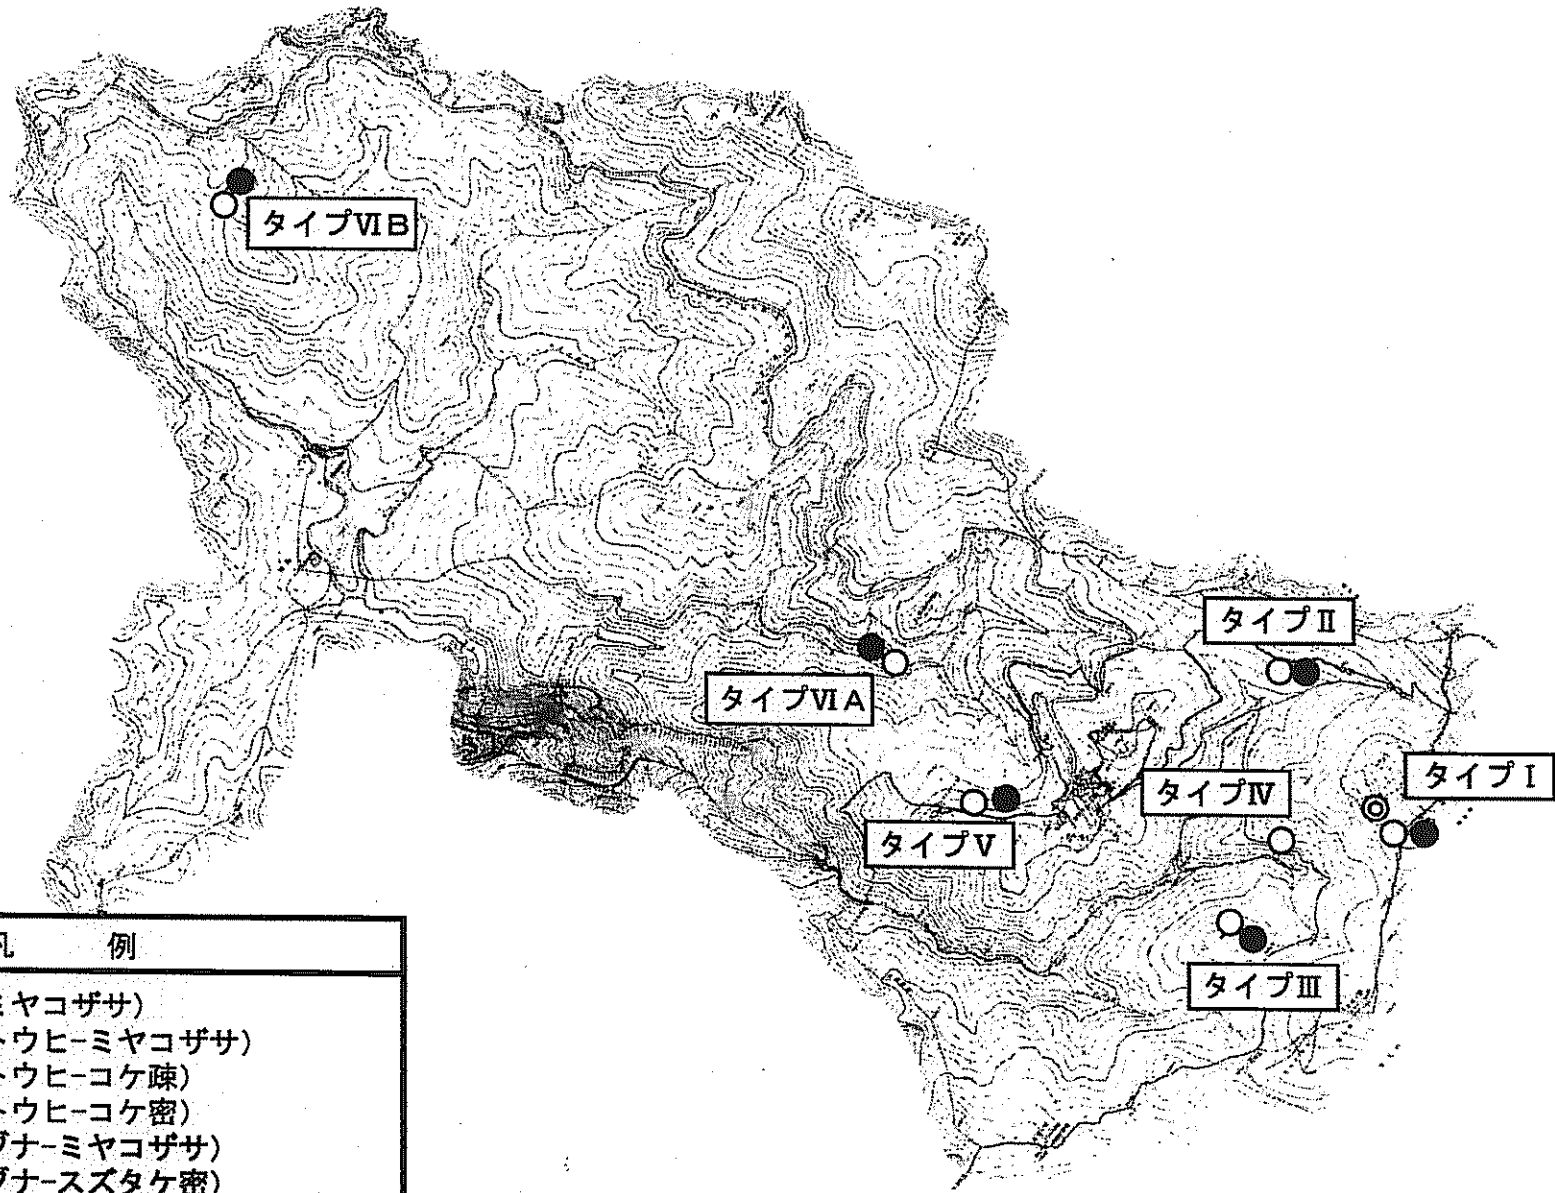 タイプⅥB
タイプⅡ
タイプⅥA
タイプⅠ
タイプⅣ
タイプⅤ
タイプⅢ
凡 例
ミヤコザサ)
トウヒ-ミヤコザサ)
トウヒ-コケ疎)
トウヒ-コケ密)
ブナ-ミヤコザサ)
ブナ-スズタケ密)